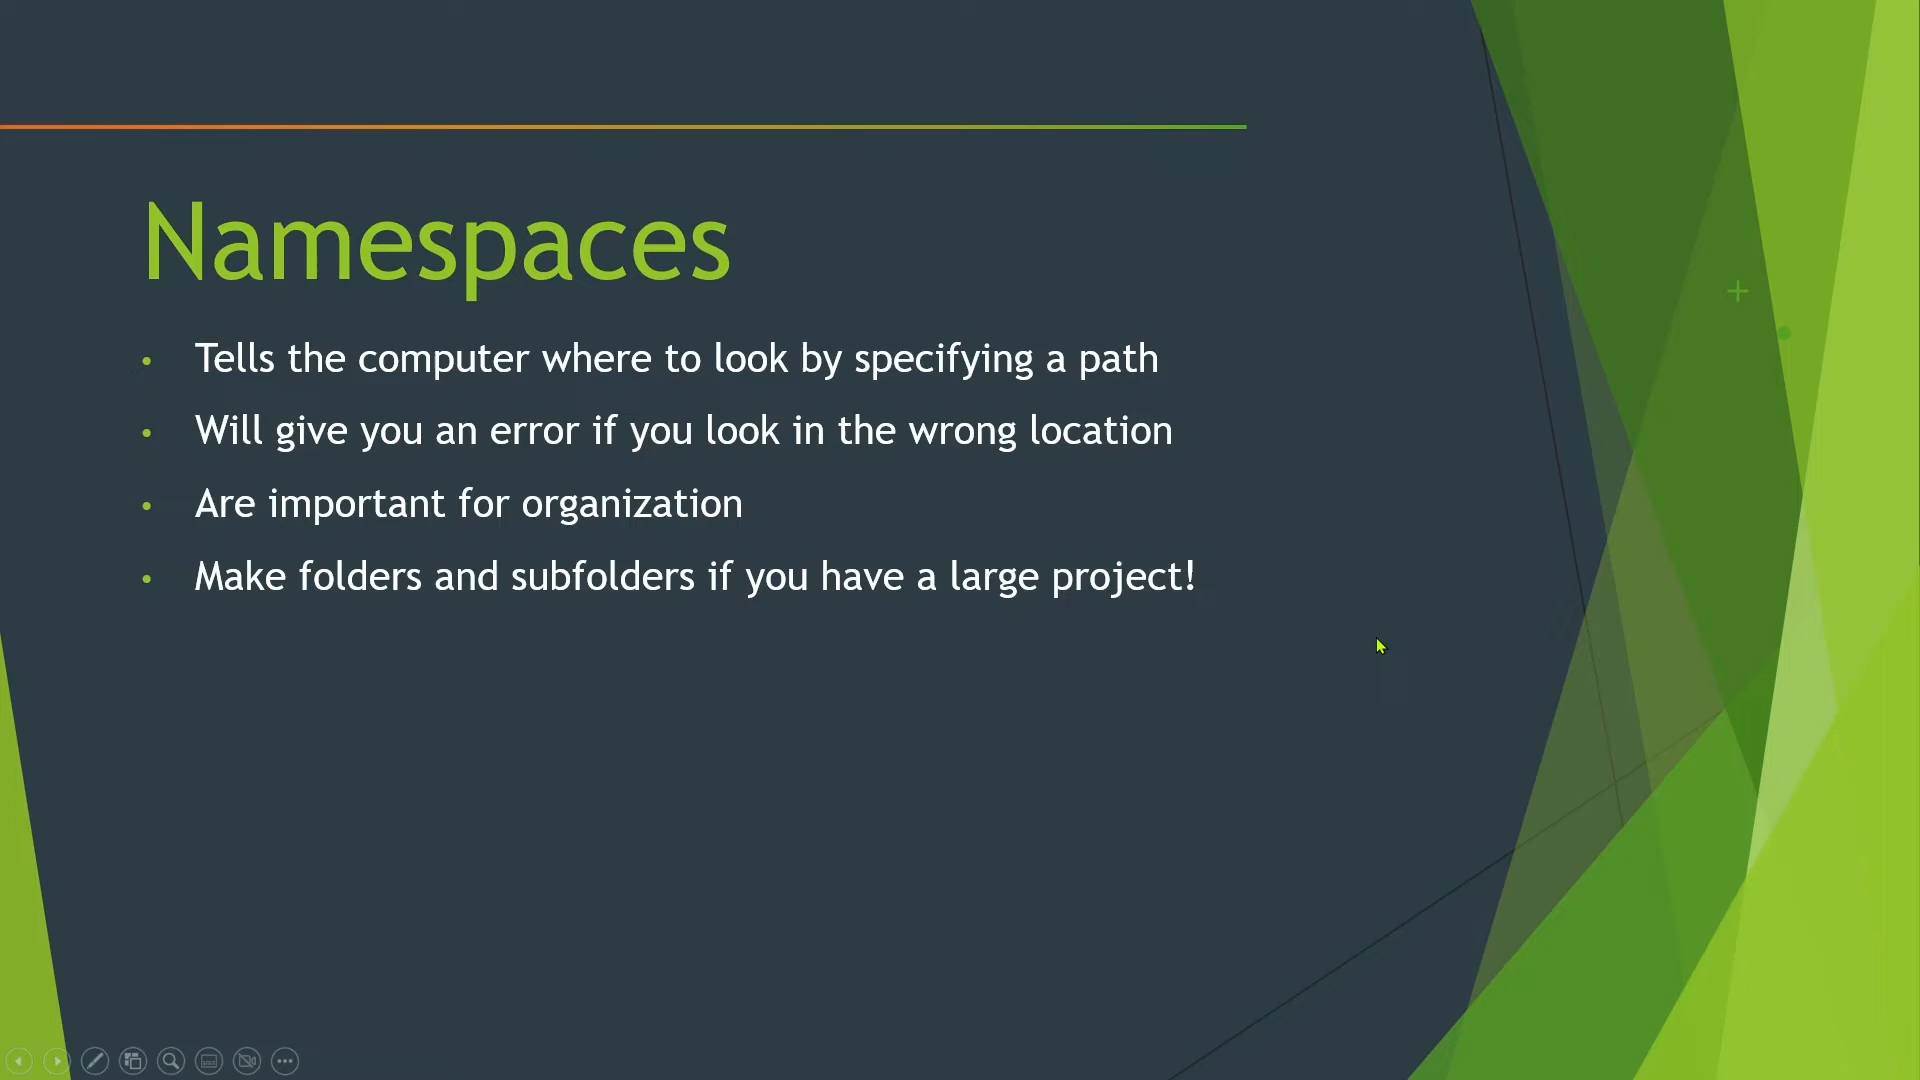 Namespaces
• Tells the computer where to look by specifying a path
• Will give you an error if you look in the wrong location
• Are important for organization
• Make folders and subfolders if you have a large project!